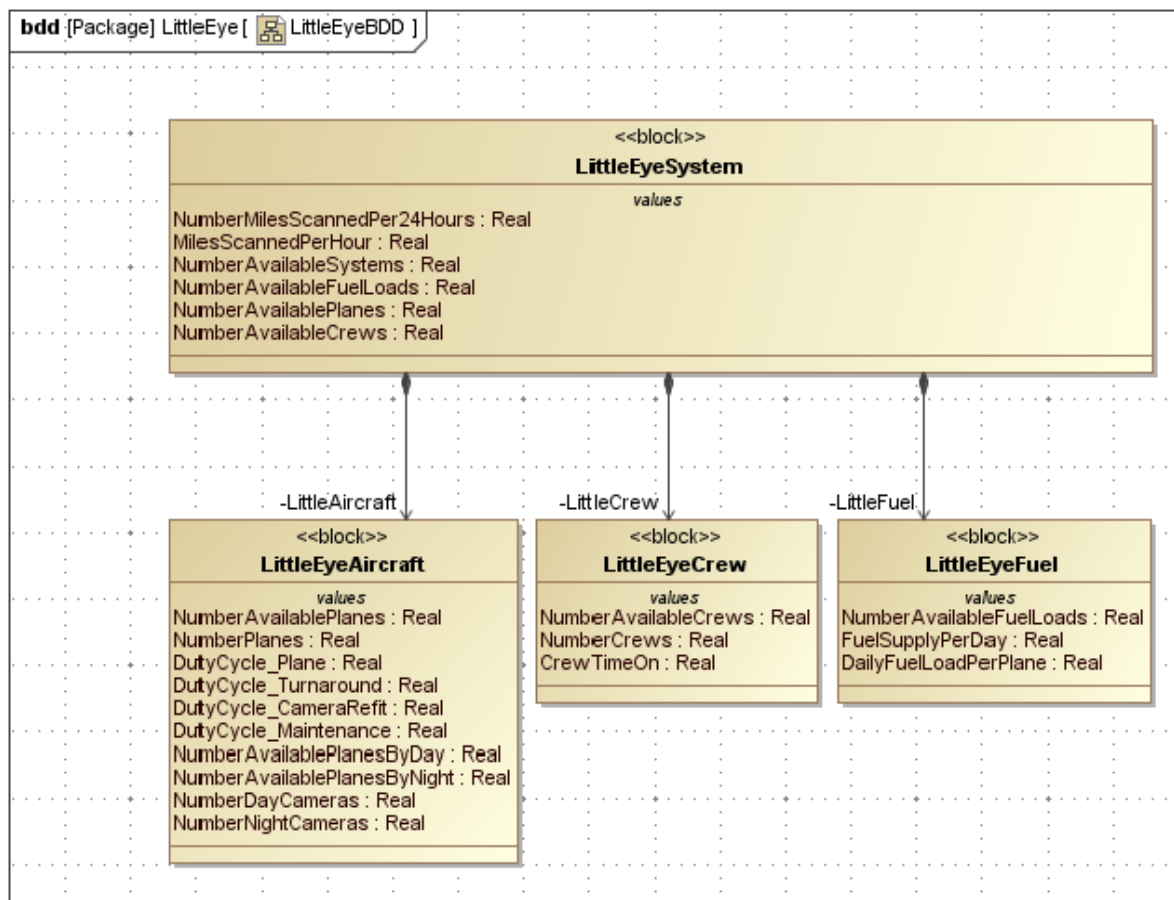 bdd [Package] LittleEye [ LittleEyeBDD ]
<<block>>
LittleEyeSystem
values
NumberMilesScannedPer24Hours : Real
MilesScannedPerHour : Real
NumberAvailableSystems : Real
NumberAvailableFuelLoads : Real
NumberAvailablePlanes : Real
NumberAvailableCrews : Real
-LittleAircraft
-LittleCrew
-LittleFuel
<<block>>
LittleEyeAircraft
values
NumberAvailablePlanes : Real
NumberPlanes : Real
DutyCycle_Plane : Real
DutyCycle_Turnaround : Real
DutyCycle_CameraRefit : Real
DutyCycle_Maintenance : Real
NumberAvailablePlanesByDay : Real
NumberAvailablePlanesByNight : Real
NumberDayCameras : Real
NumberNightCameras : Real
<<block>>
LittleEyeCrew
values
NumberAvailableCrews : Real
NumberCrews : Real
CrewTimeOn : Real
<<block>>
LittleEyeFuel
values
NumberAvailableFuelLoads : Real
FuelSupplyPerDay : Real
DailyFuelLoadPerPlane : Real